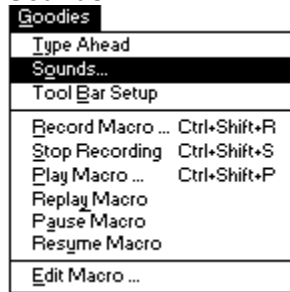 Goodies
Type Ahead
Sounds...
Tool Bar Setup
Record Macro ... Ctrl+Shift+R
Stop Recording Ctrl+Shift+S
Play Macro ... Ctrl+Shift+P
Replay Macro
Pause Macro
Resume Macro
Edit Macro ...